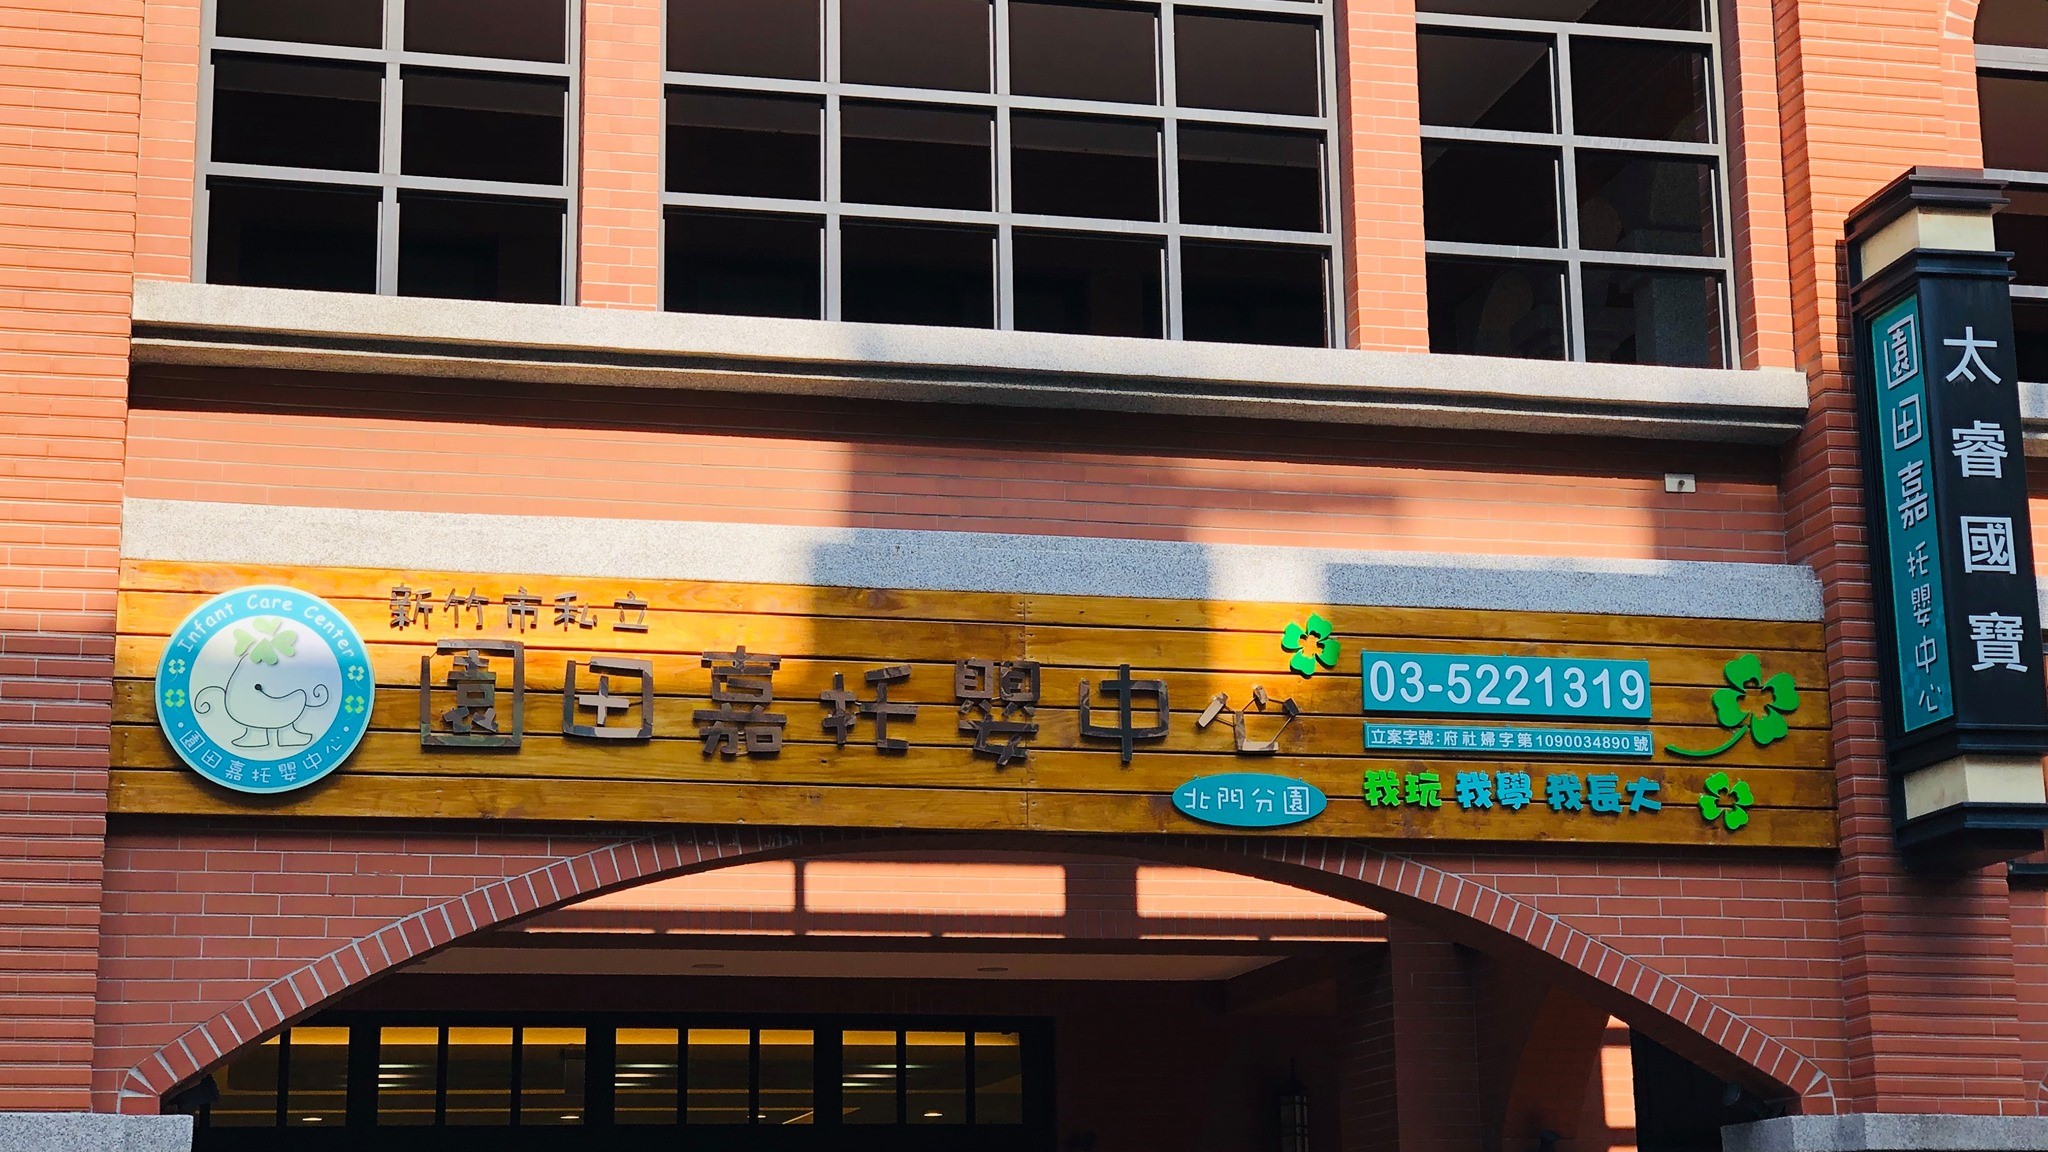 Infant Care Center
園田嘉托嬰中心
新竹市私立
園田嘉托嬰中心
北門分園
03-5221319
立案字號:府社婦字第1090034890號
我玩 我學 我長大
園田嘉托嬰中心
太睿國寶